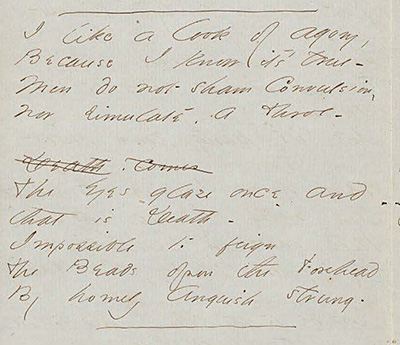 I like a look of agony,
Because I know it's true -
Men do not sham Convulsion,
Nor simulate, a throe -
Death, comes
The Eyes glaze once - and
that is Death -
Impossible to feign
The Beads upon the Forehead
By homely Anguish strung.